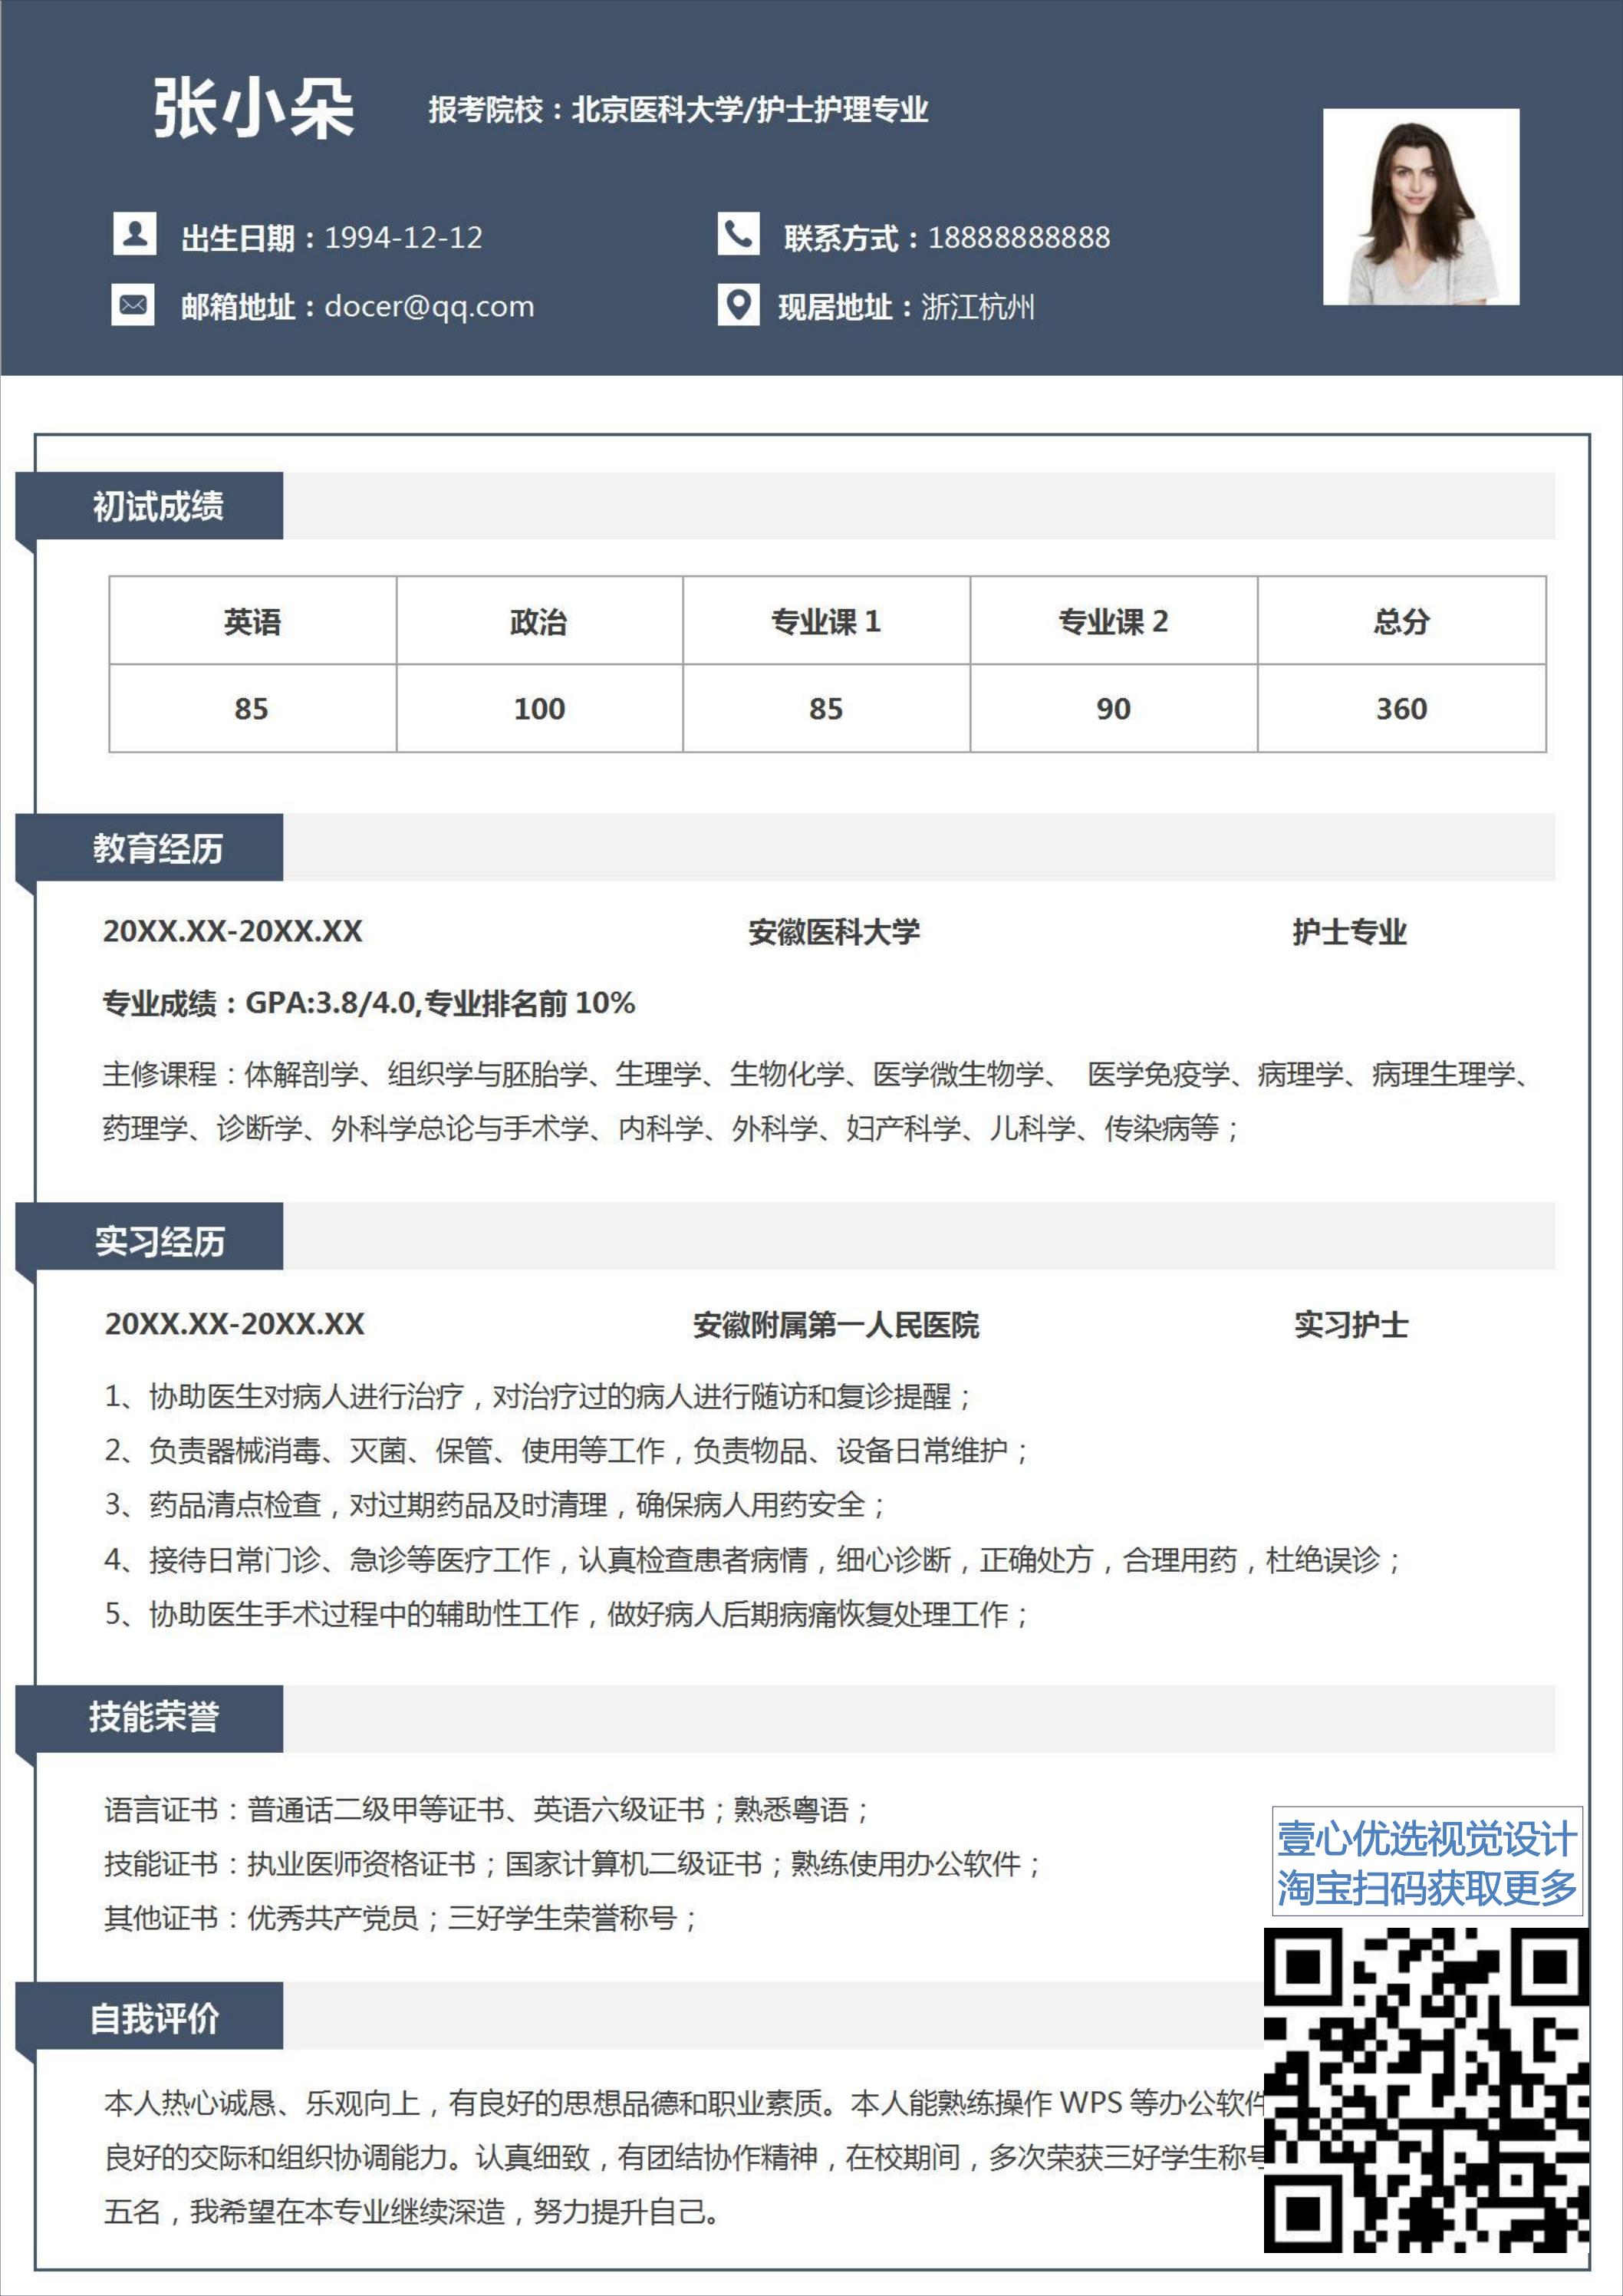 张小朵
报考院校：北京医科大学/护士护理专业
出生日期：1994-12-12
联系方式：18888888888
邮箱地址：docer@qq.com
现居地址：浙江杭州
初试成绩
英语 政治 专业课 1 专业课 2 总分
85 100 85 90 360
教育经历
20XX.XX-20XX.XX 安徽医科大学 护士专业
专业成绩：GPA:3.8/4.0,专业排名前 10%
主修课程：体解剖学、组织学与胚胎学、生理学、生物化学、医学微生物学、 医学免疫学、病理学、病理生理学、
药理学、诊断学、外科学总论与手术学、内科学、外科学、妇产科学、儿科学、传染病等；
实习经历
20XX.XX-20XX.XX 安徽附属第一人民医院 实习护士
1、协助医生对病人进行治疗，对治疗过的病人进行随访和复诊提醒；
2、负责器械消毒、灭菌、保管、使用等工作，负责物品、设备日常维护；
3、药品清点检查，对过期药品及时清理，确保病人用药安全；
4、接待日常门诊、急诊等医疗工作，认真检查患者病情，细心诊断，正确处方，合理用药，杜绝误诊；
5、协助医生手术过程中的辅助性工作，做好病人后期病痛恢复处理工作；
技能荣誉
语言证书：普通话二级甲等证书、英语六级证书；熟悉粤语；
技能证书：执业医师资格证书；国家计算机二级证书；熟练使用办公软件；
其他证书：优秀共产党员；三好学生荣誉称号；
壹心优选视觉设计
淘宝扫码获取更多
自我评价
本人热心诚恳、乐观向上，有良好的思想品德和职业素质。本人能熟练操作 WPS 等办公软件
良好的交际和组织协调能力。认真细致，有团结协作精神，在校期间，多次荣获三好学生称号
五名，我希望在本专业继续深造，努力提升自己。